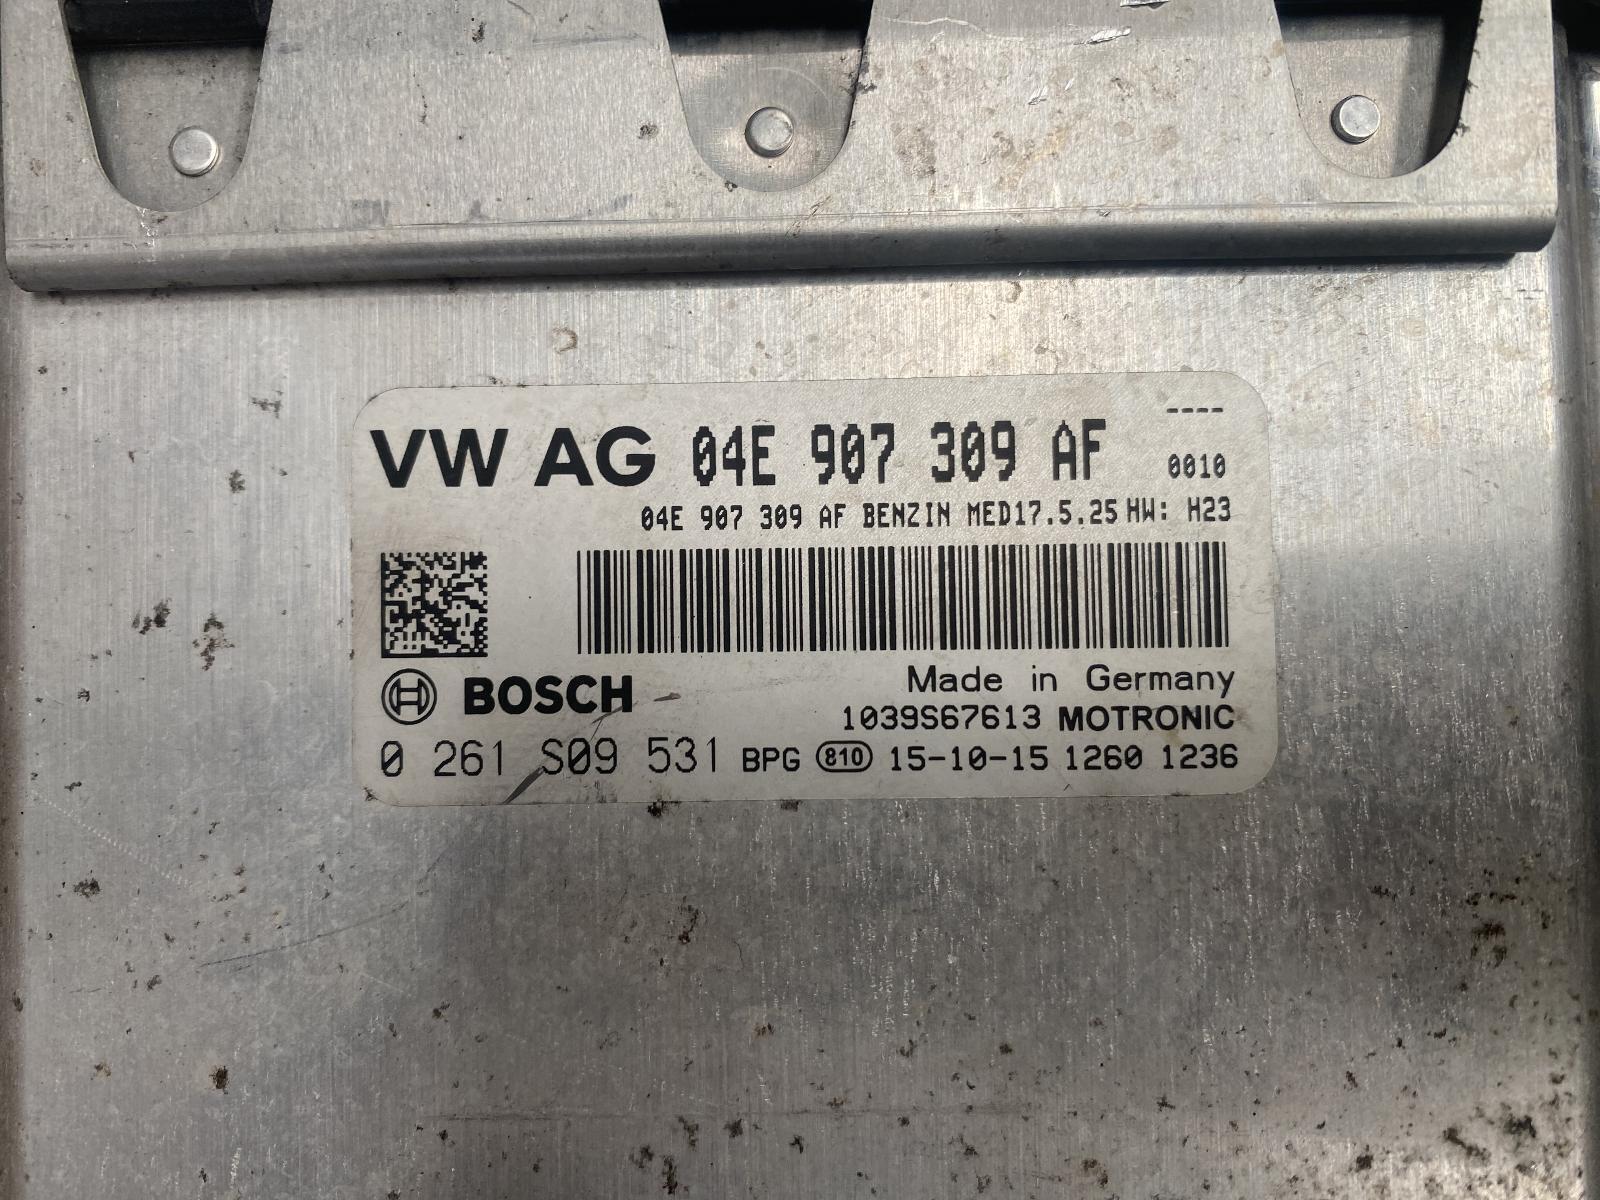 ----
VW AG 04E 907 309 AF 0010
04E 907 309 AF BENZIN MED17.5.25 HW: H23
BOSCH
Made in Germany
1039S67613 MOTRONIC
0 261 S09 531 BPG 810 15-10-15 1260 1236